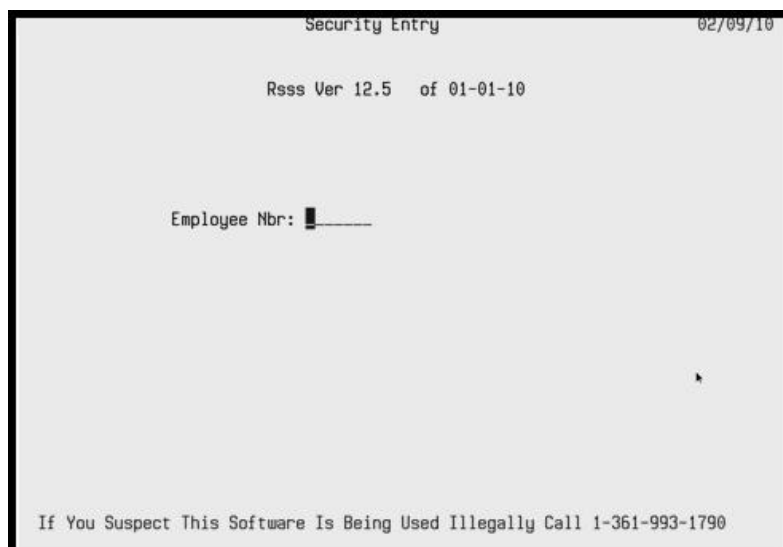 Security Entry 02/09/10
Rsss Ver 12.5 of 01-01-10
Employee Nbr: _______
If You Suspect This Software Is Being Used Illegally Call 1-361-993-1790